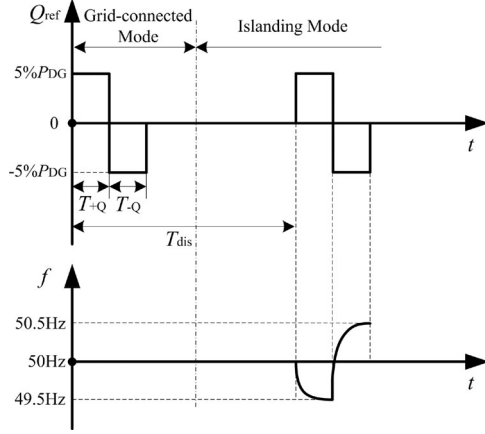 Qref
Grid-connected
Mode
Islanding Mode
5%PDG
0
t
-5%PDG
T+Q
T-Q
Tdis
f
50.5Hz
50Hz
t
49.5Hz